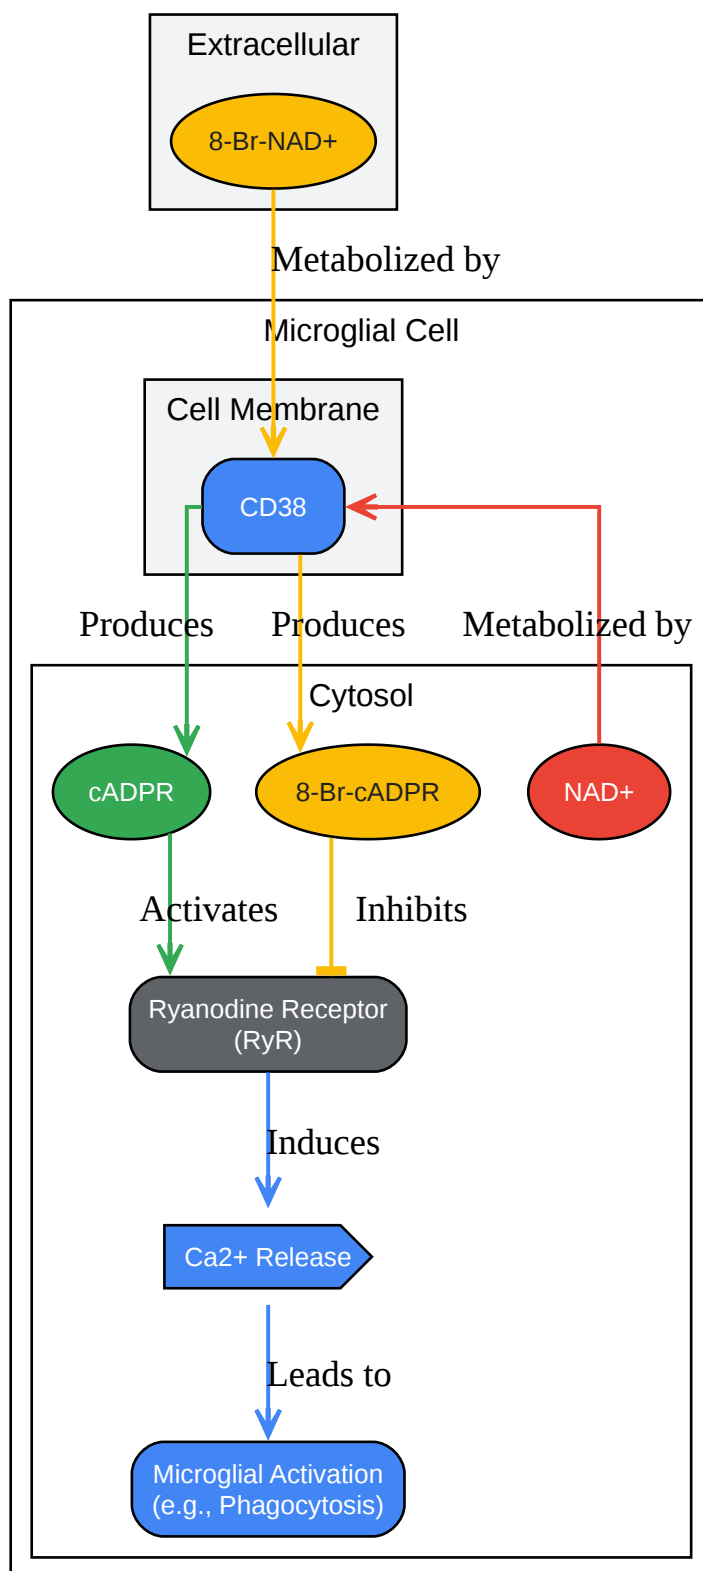 Extracellular
8-Br-NAD+
Metabolized by
Microglial Cell
Cell Membrane
CD38
Produces
Produces
Metabolized by
Cytosol
cADPR
8-Br-cADPR
NAD+
Activates
Inhibits
Ryanodine Receptor
(RyR)
Induces
Ca2+ Release
Leads to
Microglial Activation
(e.g., Phagocytosis)